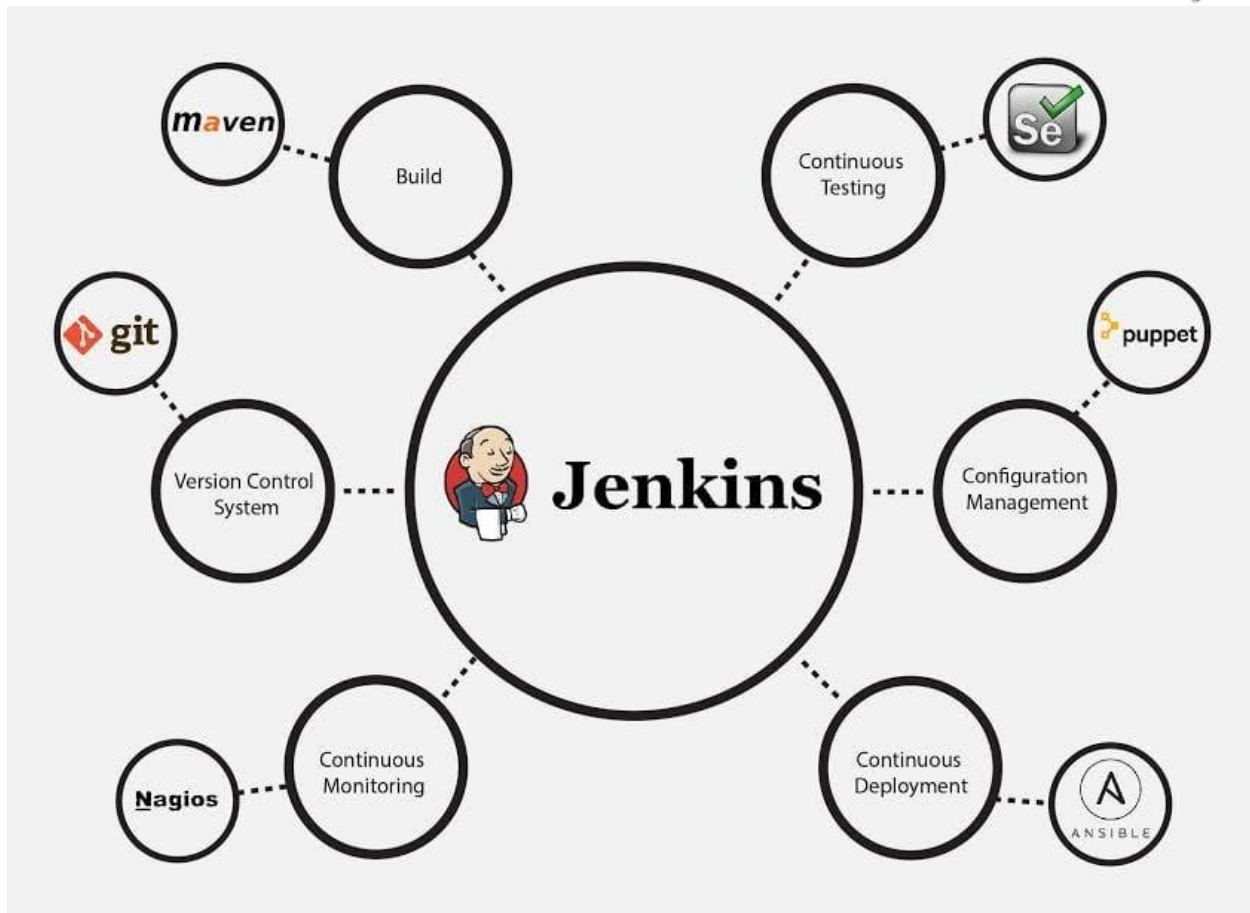 maven
Build
Continuous
Testing
Se
git
puppet
Version Control
System
Jenkins
Configuration
Management
Continuous
Monitoring
Nagios
Continuous
Deployment
A
ANSIBLE